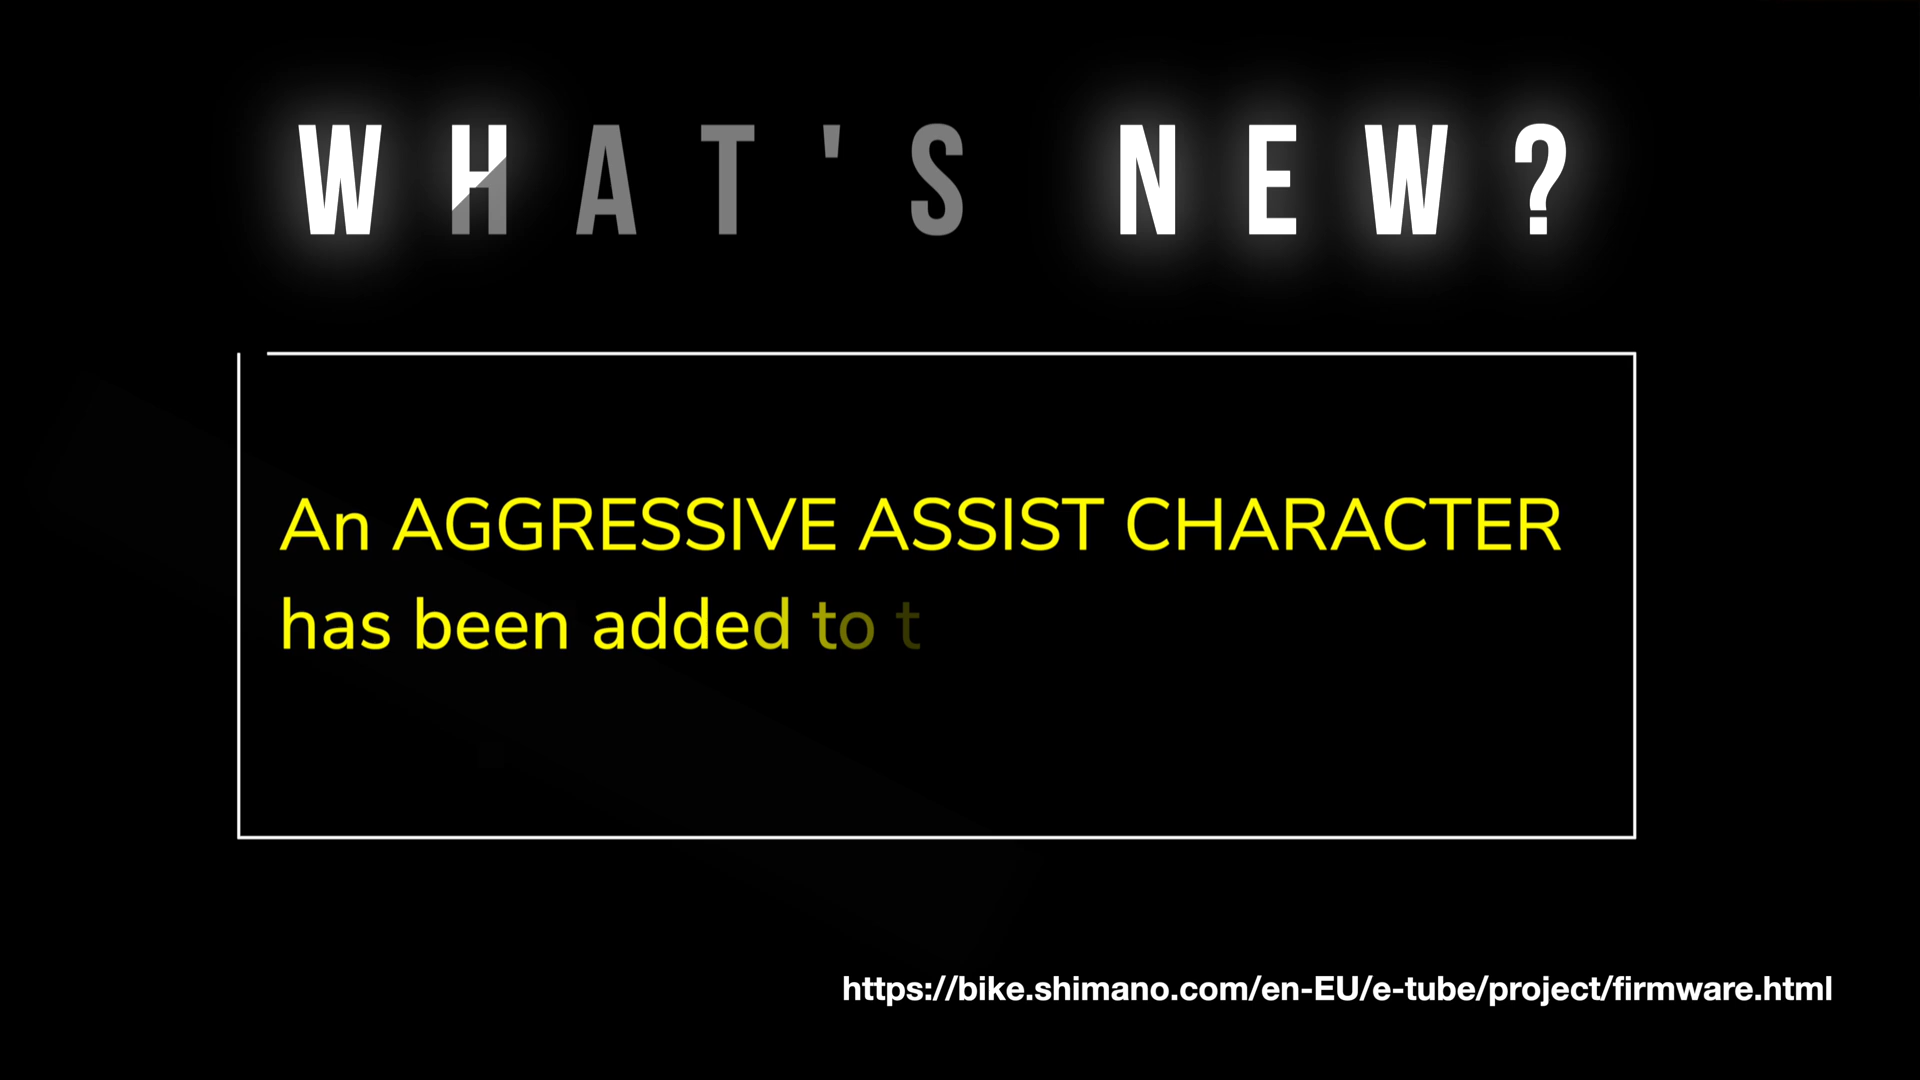 WHAT'S NEW?
An AGGRESSIVE ASSIST CHARACTER
has been added to t
https://bike.shimano.com/en-EU/e-tube/project/firmware.html